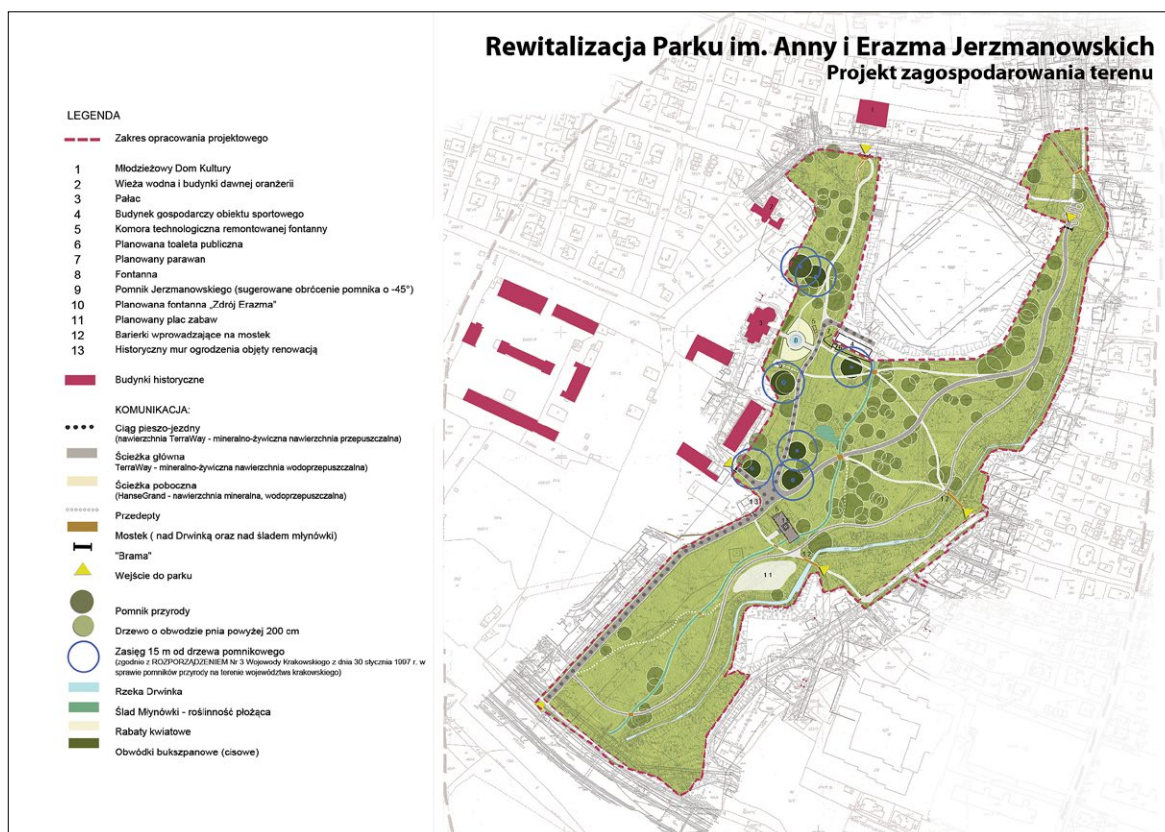 Rewitalizacja Parku im. Anny i Erazma Jerzmanowskich
Projekt zagospodarowania terenu
LEGENDA
Zakres opracowania projektowego
1 Młodzieżowy Dom Kultury
2 Wieża wodna i budynki dawnej oranżerii
3 Pałac
4 Budynek gospodarczy obiektu sportowego
5 Komora technologiczna remontowanej fontanny
6 Planowana toaleta publiczna
7 Planowany parawan
8 Fontanna
9 Pomnik Jerzmanowskiego (sugerowane obrócenie pomnika o -45°)
10 Planowana fontanna „Zdrój Erazma"
11 Planowany plac zabaw
12 Barierki wprowadzające na mostek
13 Historyczny mur ogrodzenia objęty renowacją
Budynki historyczne
KOMUNIKACJA:
Ciąg pieszo-jezdny
(nawierzchnia TerraWay - mineralno-żywiczna nawierzchnia przepuszczalna)
Ścieżka główna
TerraWay - mineralno-żywiczna nawierzchnia wodoprzepuszczalna)
Ścieżka poboczna
(HanseGrand - nawierzchnia mineralna, wodoprzepuszczalna)
Przedepty
Mostek ( nad Drwinką oraz nad śladem młynówki)
"Brama"
Wejście do parku
Pomnik przyrody
Drzewo o obwodzie pnia powyżej 200 cm
Zasięg 15 m od drzewa pomnikowego
(zgodnie z ROZPORZĄDZENIEM Nr 3 Wojewody Krakowskiego z dnia 30 stycznia 1997 r. w
sprawie pomników przyrody na terenie województwa krakowskiego)
Rzeka Drwinka
Ślad Młynówki - roślinność płożąca
Rabaty kwiatowe
Obwódki bukszpanowe (cisowe)
3
5
8
13
12
12
11